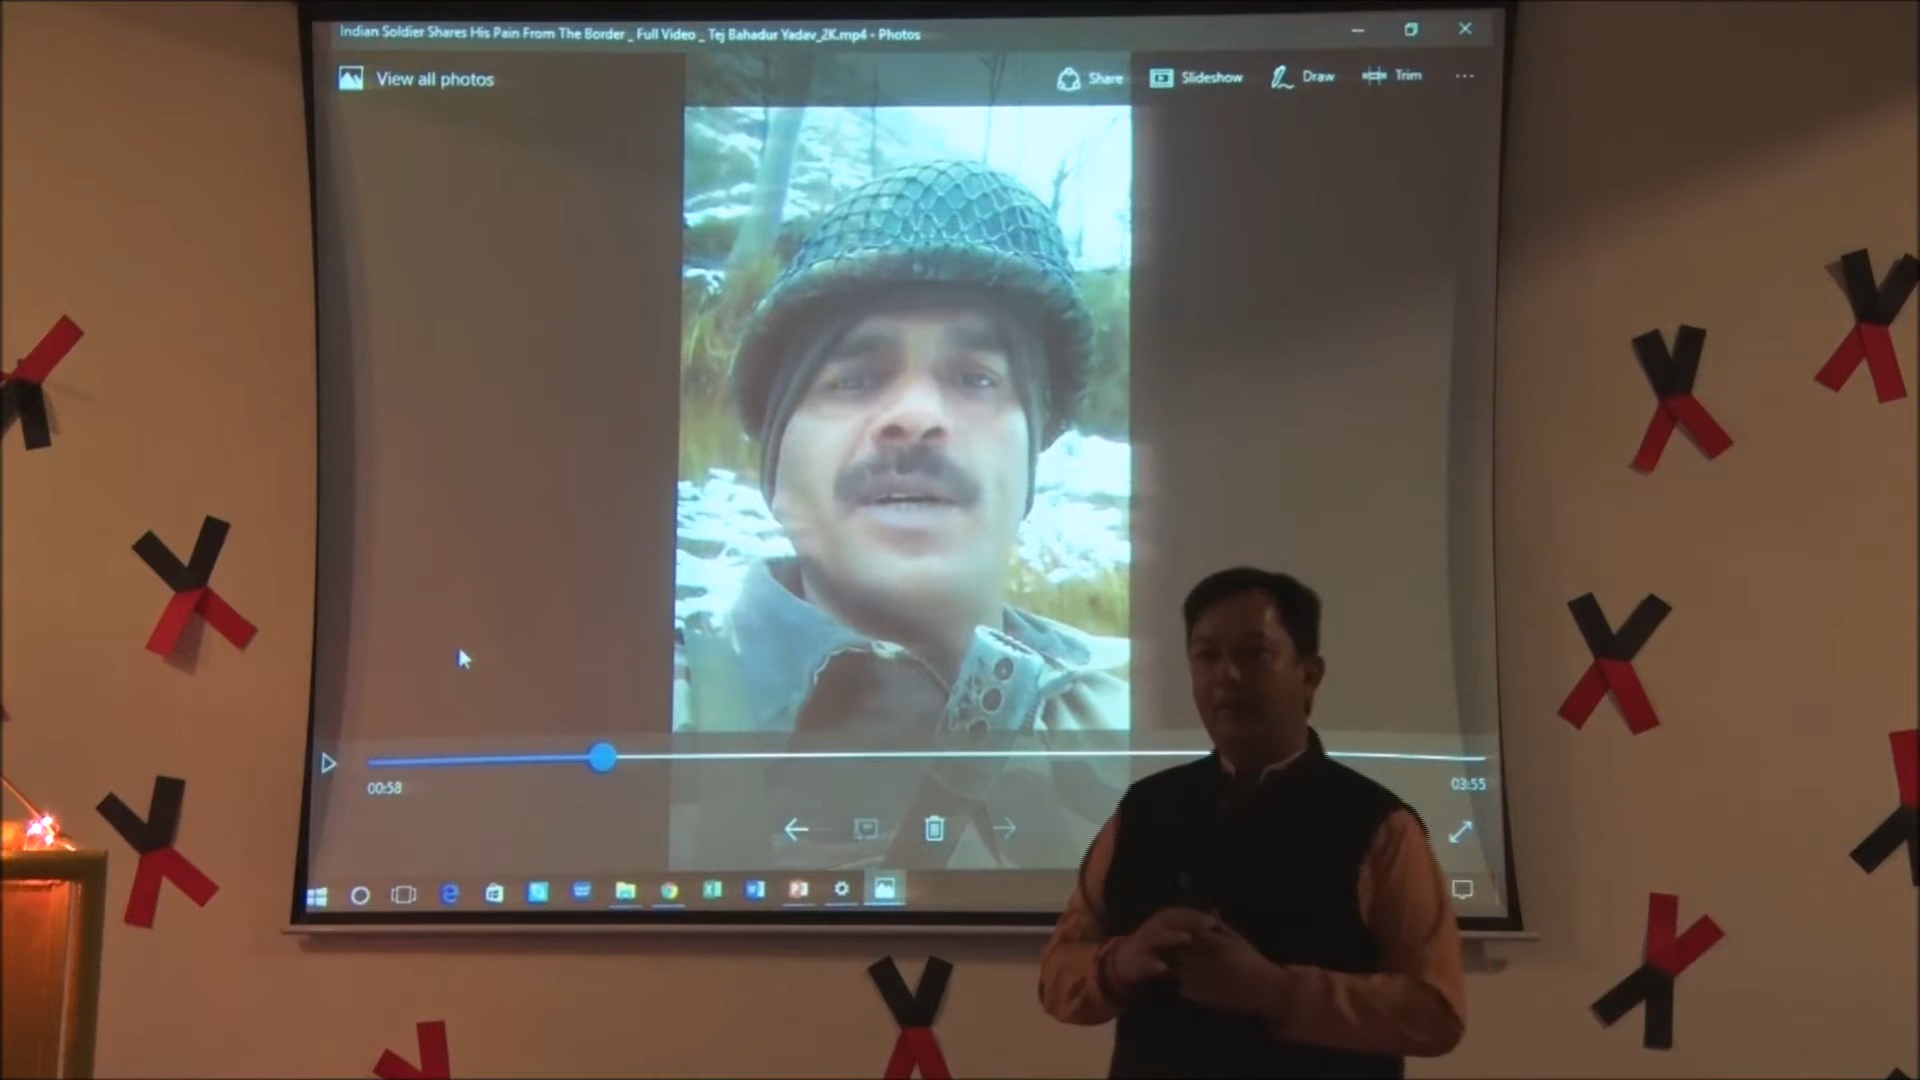 Indian Soldier Shares His Pain From The Border _ Full Video _ Tej Bahadur Yadav_2K.mp4 - Photos
View all photos
Share
Slideshow
Draw
Trim
00:58
03:55